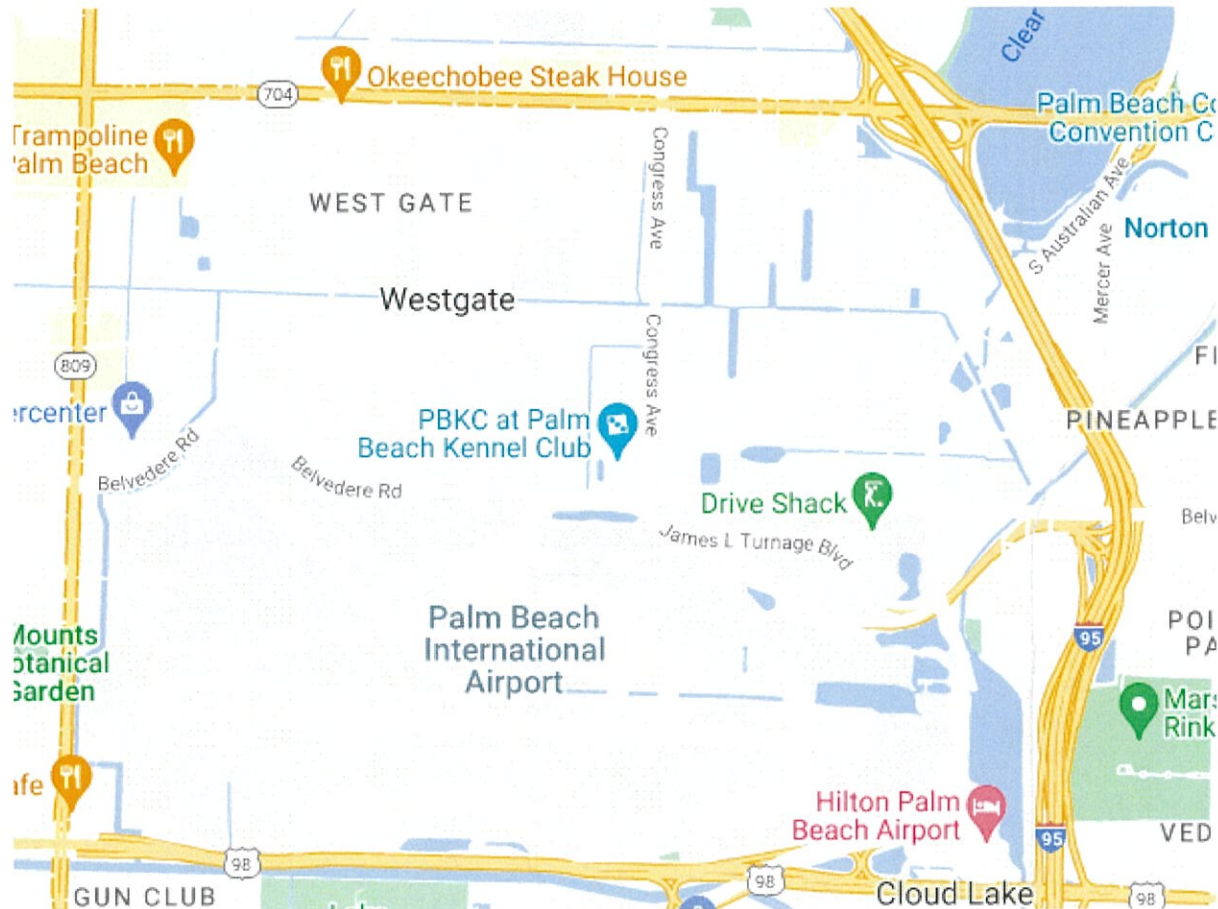 Clear
Okeechobee Steak House
704
Palm Beach Co
Convention C
Trampoline
Palm Beach
Congress Ave
WEST GATE
S Australian Ave
Mercer Ave
Norton
Westgate
Congress Ave
809
FI
ercenter
PBKC at Palm
Beach Kennel Club
PINEAPPLE
Belvedere Rd
Belvedere Rd
Drive Shack
Belv
James L Turnage Blvd
Palm Beach
International
Airport
95
POI
PA
Mounts
otanical
Garden
Mars
Rink
afe
Hilton Palm
Beach Airport
95
VED
98
98
Cloud Lake
98
GUN CLUB